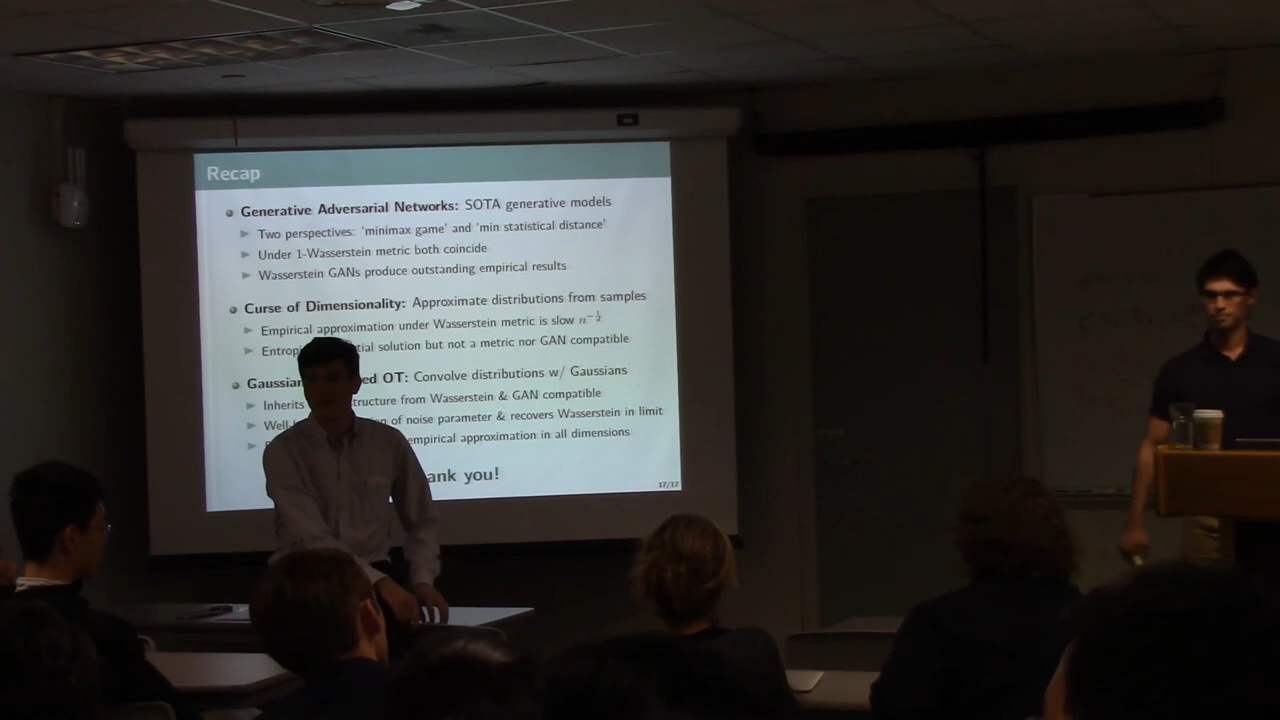 Recap
Generative Adversarial Networks: SOTA generative models
Two perspectives: 'minimax game' and 'min statistical distance'
Under 1-Wasserstein metric both coincide
Wasserstein GANs produce outstanding empirical results
Curse of Dimensionality: Approximate distributions from samples
Empirical approximation under Wasserstein metric is slow
Entropi tial solution but not a metric nor GAN compatible
Gaussian ed OT: Convolve distributions w/ Gaussians
Inherits structure from Wasserstein & GAN compatible
Well- of noise parameter & recovers Wasserstein in limit
empirical approximation in all dimensions
ank you!
17/17